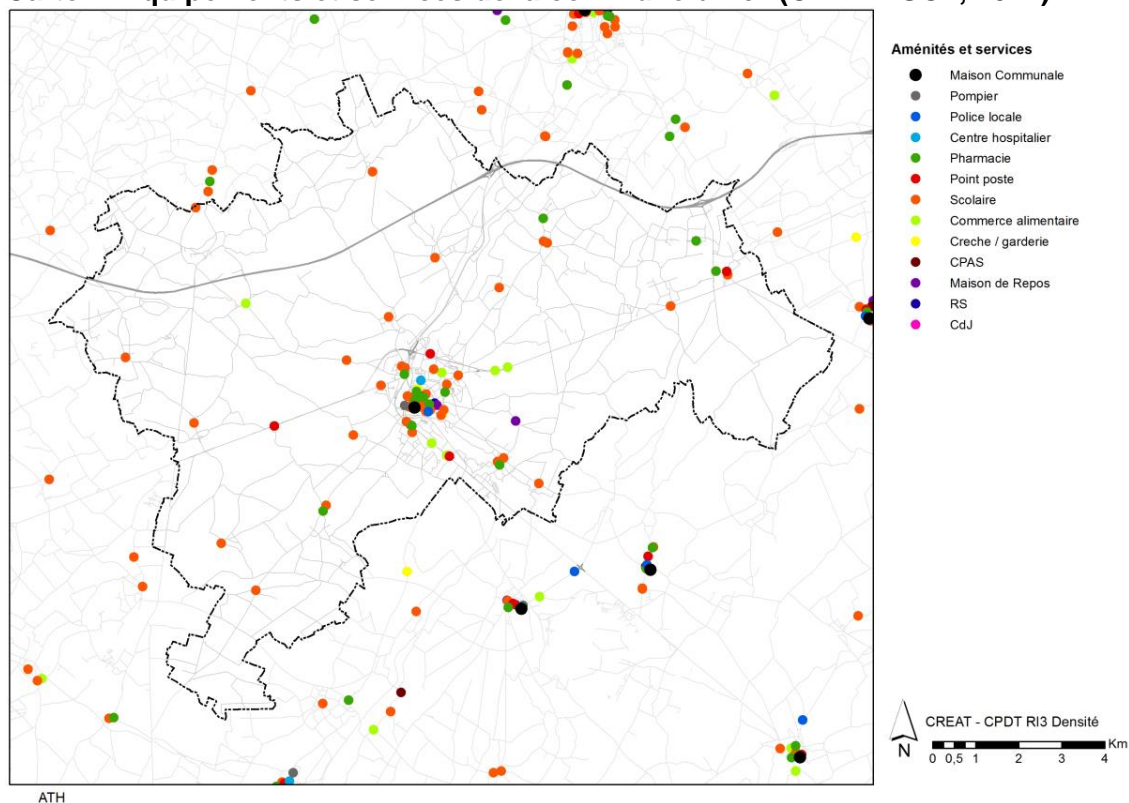 Aménités et services
Maison Communale
Pompier
Police locale
Centre hospitalier
Pharmacie
Point poste
Scolaire
Commerce alimentaire
Creche / garderie
CPAS
Maison de Repos
RS
CdJ
N
CREAT - CPDT RI3 Densité
0 0,5 1 2 3 4 Km
ATH